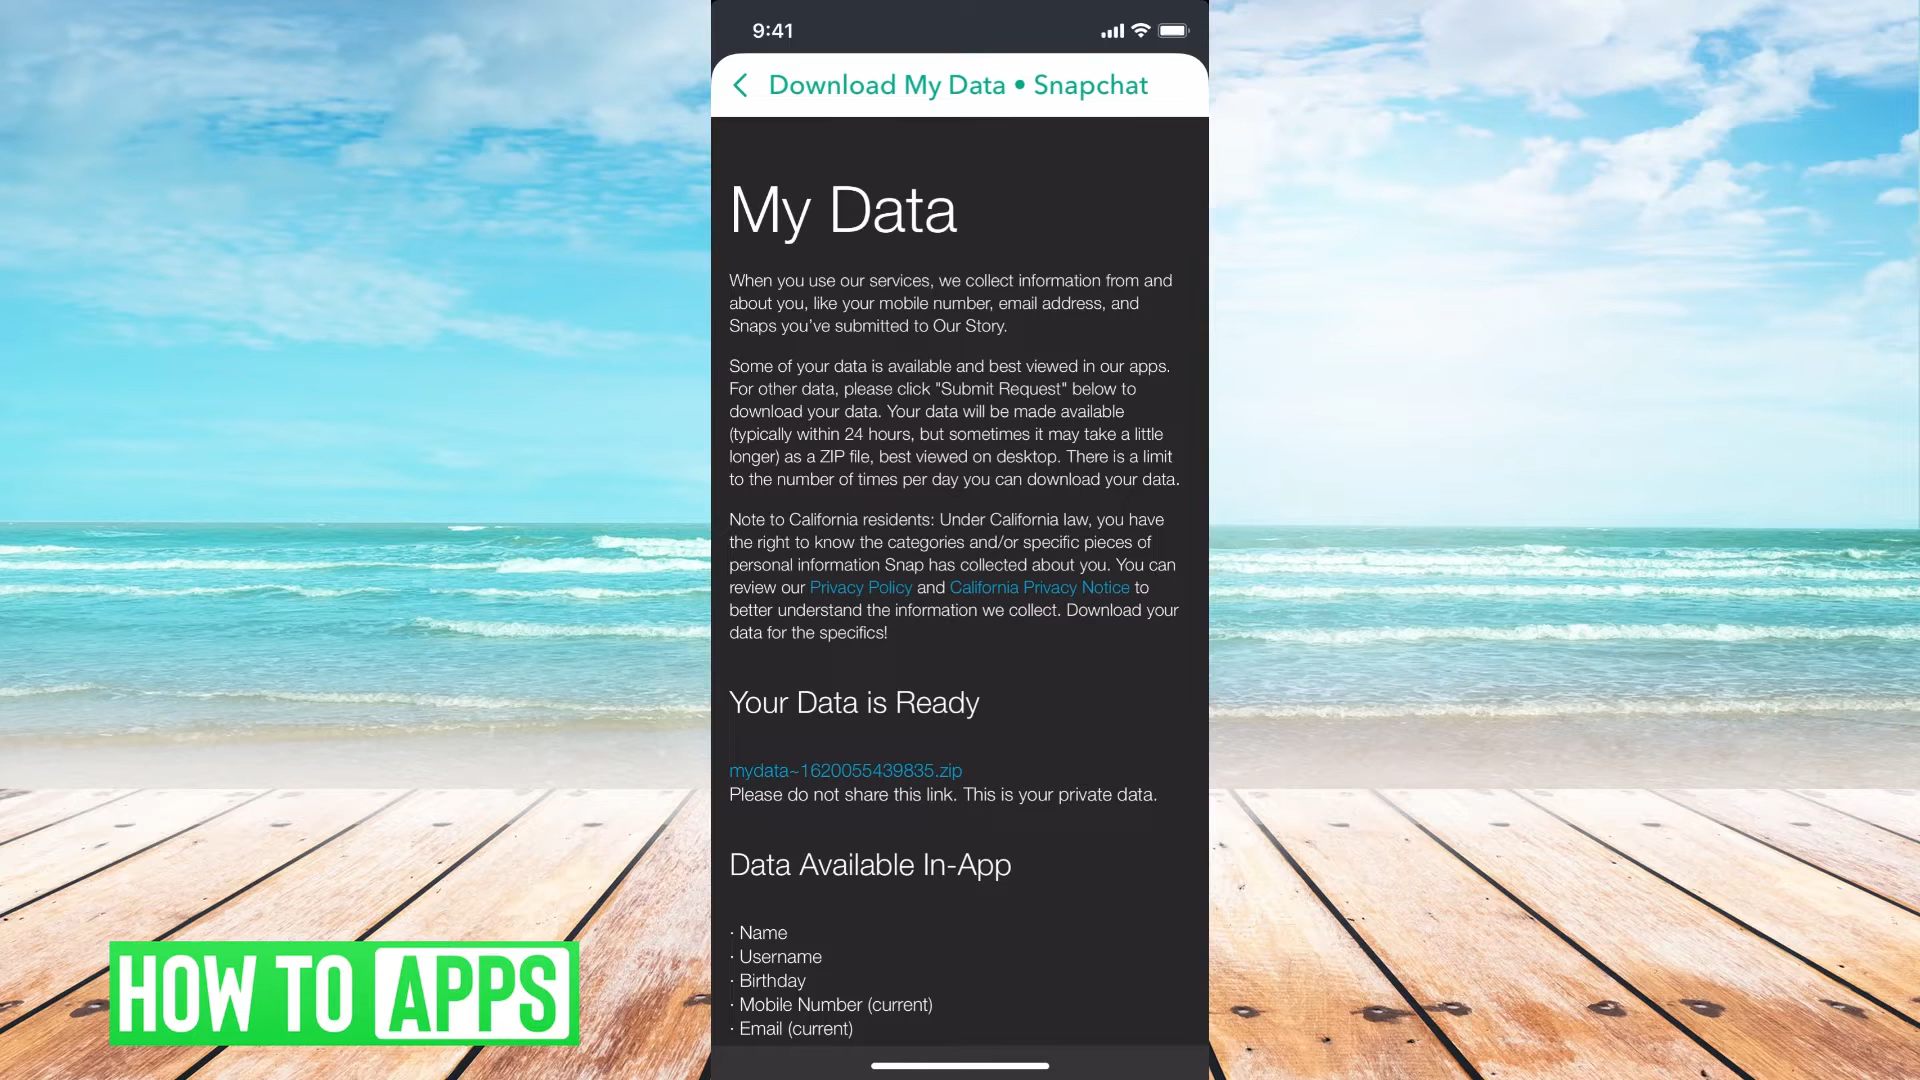 9:41
Download My Data • Snapchat
My Data
When you use our services, we collect information from and
about you, like your mobile number, email address, and
Snaps you've submitted to Our Story.
Some of your data is available and best viewed in our apps.
For other data, please click "Submit Request" below to
download your data. Your data will be made available
(typically within 24 hours, but sometimes it may take a little
longer) as a ZIP file, best viewed on desktop. There is a limit
to the number of times per day you can download your data.
Note to California residents: Under California law, you have
the right to know the categories and/or specific pieces of
personal information Snap has collected about you. You can
review our Privacy Policy and California Privacy Notice to
better understand the information we collect. Download your
data for the specifics!
Your Data is Ready
mydata~1620055439835.zip
Please do not share this link. This is your private data.
Data Available In-App
· Name
· Username
· Birthday
· Mobile Number (current)
· Email (current)
HOW TO APPS